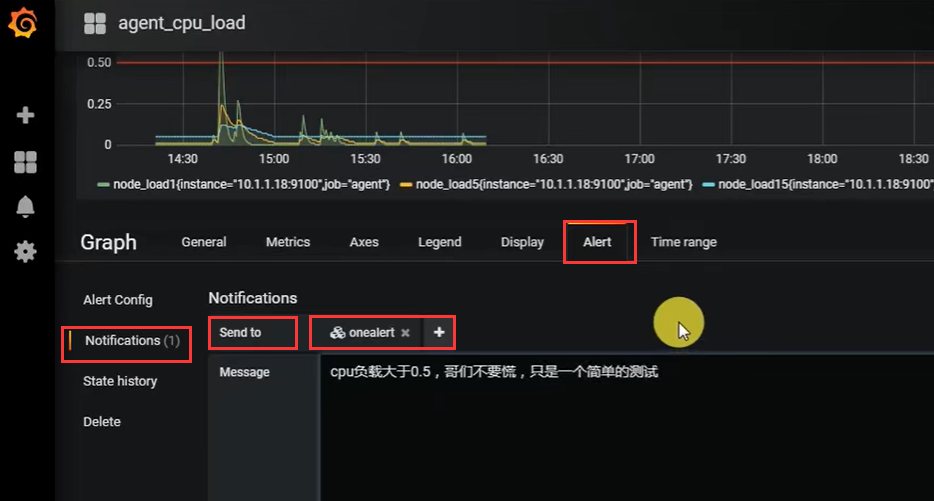 agent_cpu_load
0.50
0.25
0
14:30 15:00 15:30 16:00 16:30 17:00 17:30 18:00 18:30
node_load1{instance="10.1.1.18:9100",job="agent"} node_load5{instance="10.1.1.18:9100",job="agent"} node_load15{instance="10.1.1.18:9100
Graph General Metrics Axes Legend Display Alert Time range
Alert Config
Notifications (1)
State history
Delete
Notifications
Send to onealert × +
Message cpu负载大于0.5，哥们不要慌，只是一个简单的测试